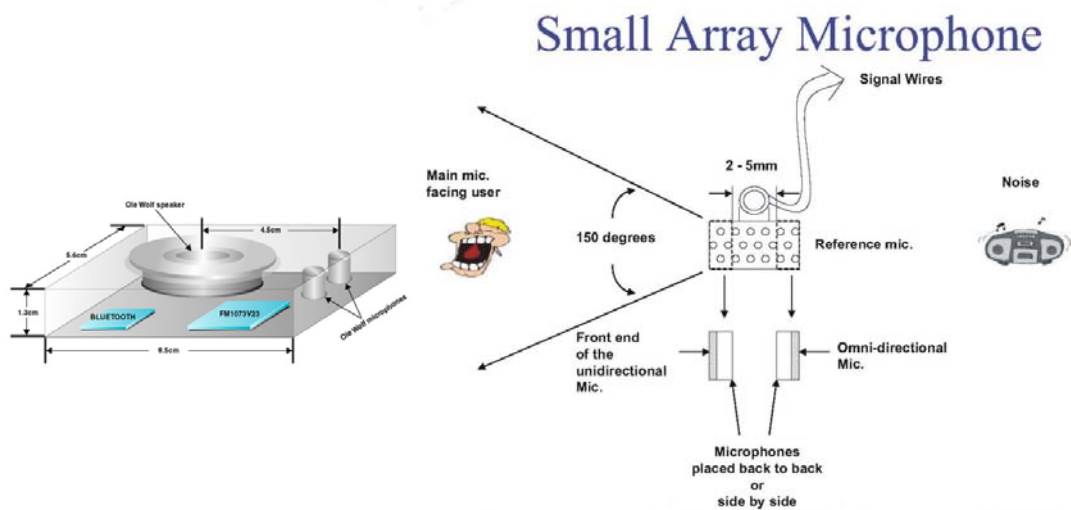 Small Array Microphone
Signal Wires
2 - 5mm
Main mic.
facing user
Noise
150 degrees
Reference mic.
Front end
of the
unidirectional
Mic.
Omni-directional
Mic.
Microphones
placed back to back
or
side by side
Ole Wolf speaker
4.5cm
5.6cm
1.3cm
BLUETOOTH
FM1073V23
Ole Wolf microphones
9.5cm